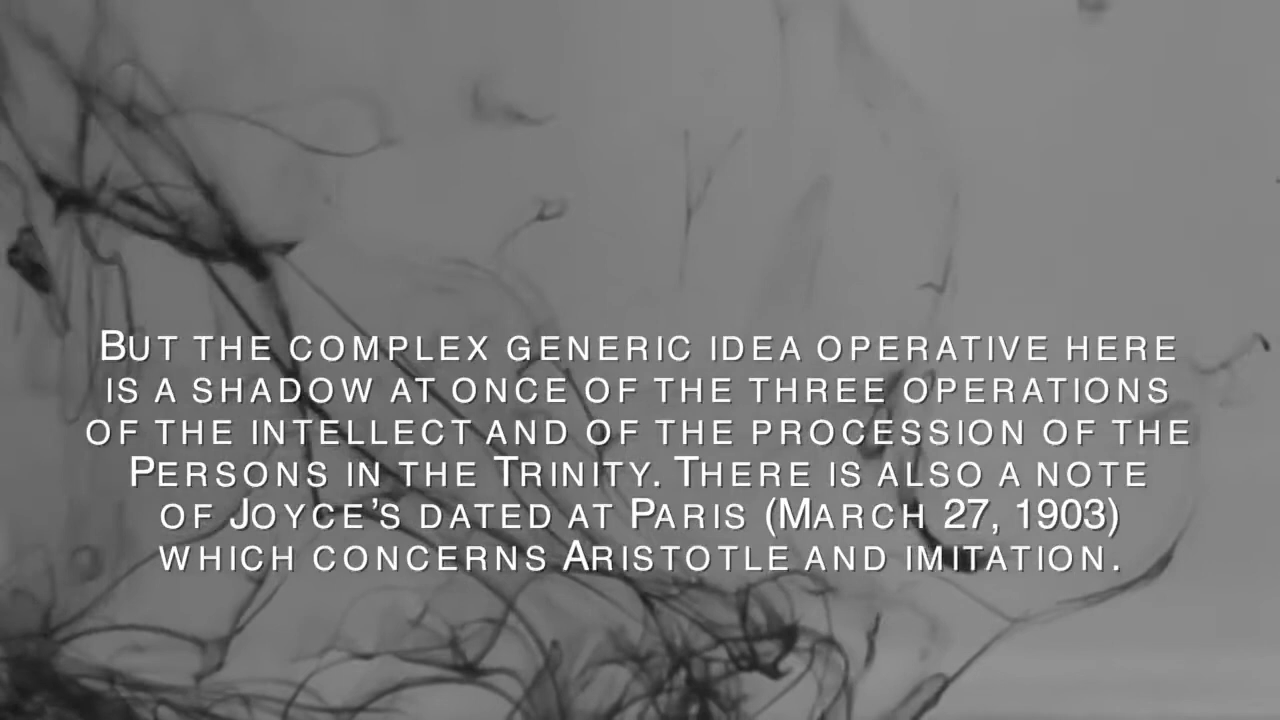 But the complex generic idea operative here
is a shadow at once of the three operations
of the intellect and of the procession of the
Persons in the Trinity. There is also a note
of Joyce’s dated at Paris (March 27, 1903)
which concerns Aristotle and imitation.